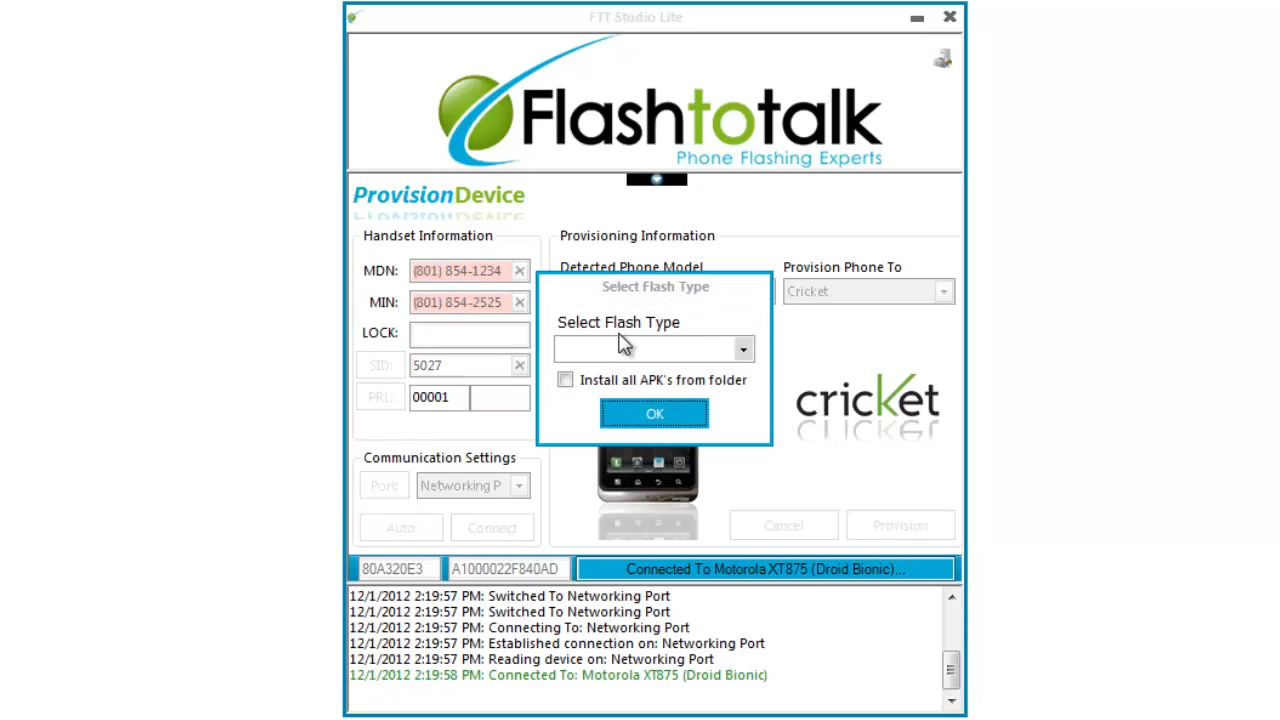 FTT Studio Lite
Flashtotalk
Phone Flashing Experts
ProvisionDevice
Handset Information
MDN: (801) 854-1234
MIN: (801) 854-2525
LOCK:
SID: 5027
PRL: 00001
Communication Settings
Port: Networking P
Auto Connect
Provisioning Information
Detected Phone Model
Provision Phone To
Cricket
Select Flash Type
Select Flash Type
Install all APK's from folder
OK
cricket
Cancel Provision
80A320E3 A1000022F840AD Connected To Motorola XT875 (Droid Bionic)...
12/1/2012 2:19:57 PM: Switched To Networking Port
12/1/2012 2:19:57 PM: Switched To Networking Port
12/1/2012 2:19:57 PM: Connecting To: Networking Port
12/1/2012 2:19:57 PM: Established connection on: Networking Port
12/1/2012 2:19:57 PM: Reading device on: Networking Port
12/1/2012 2:19:58 PM: Connected To: Motorola XT875 (Droid Bionic)